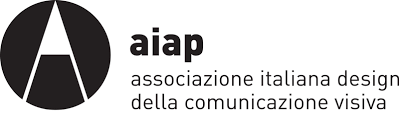 aiap
associazione italiana design
della comunicazione visiva